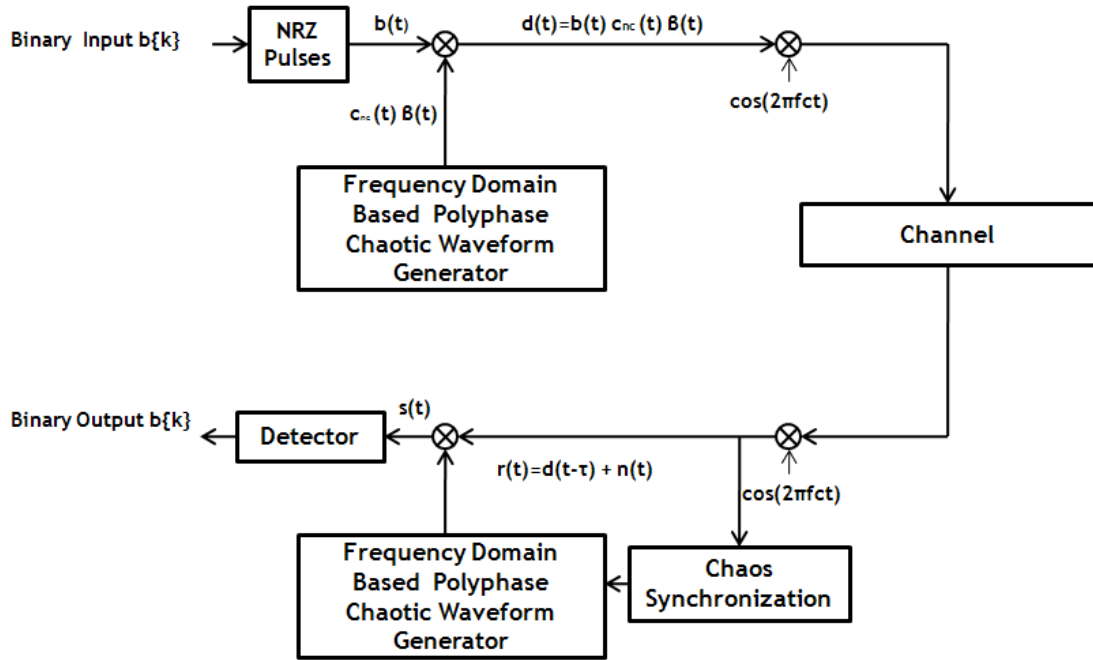 Binary Input b{k}
NRZ
Pulses
b(t)
d(t)=b(t) cnc (t) β(t)
cos(2πfct)
cnc (t) β(t)
Frequency Domain
Based Polyphase
Chaotic Waveform
Generator
Channel
Binary Output b{k}
Detector
s(t)
r(t)=d(t-τ) + n(t)
cos(2πfct)
Frequency Domain
Based Polyphase
Chaotic Waveform
Generator
Chaos
Synchronization